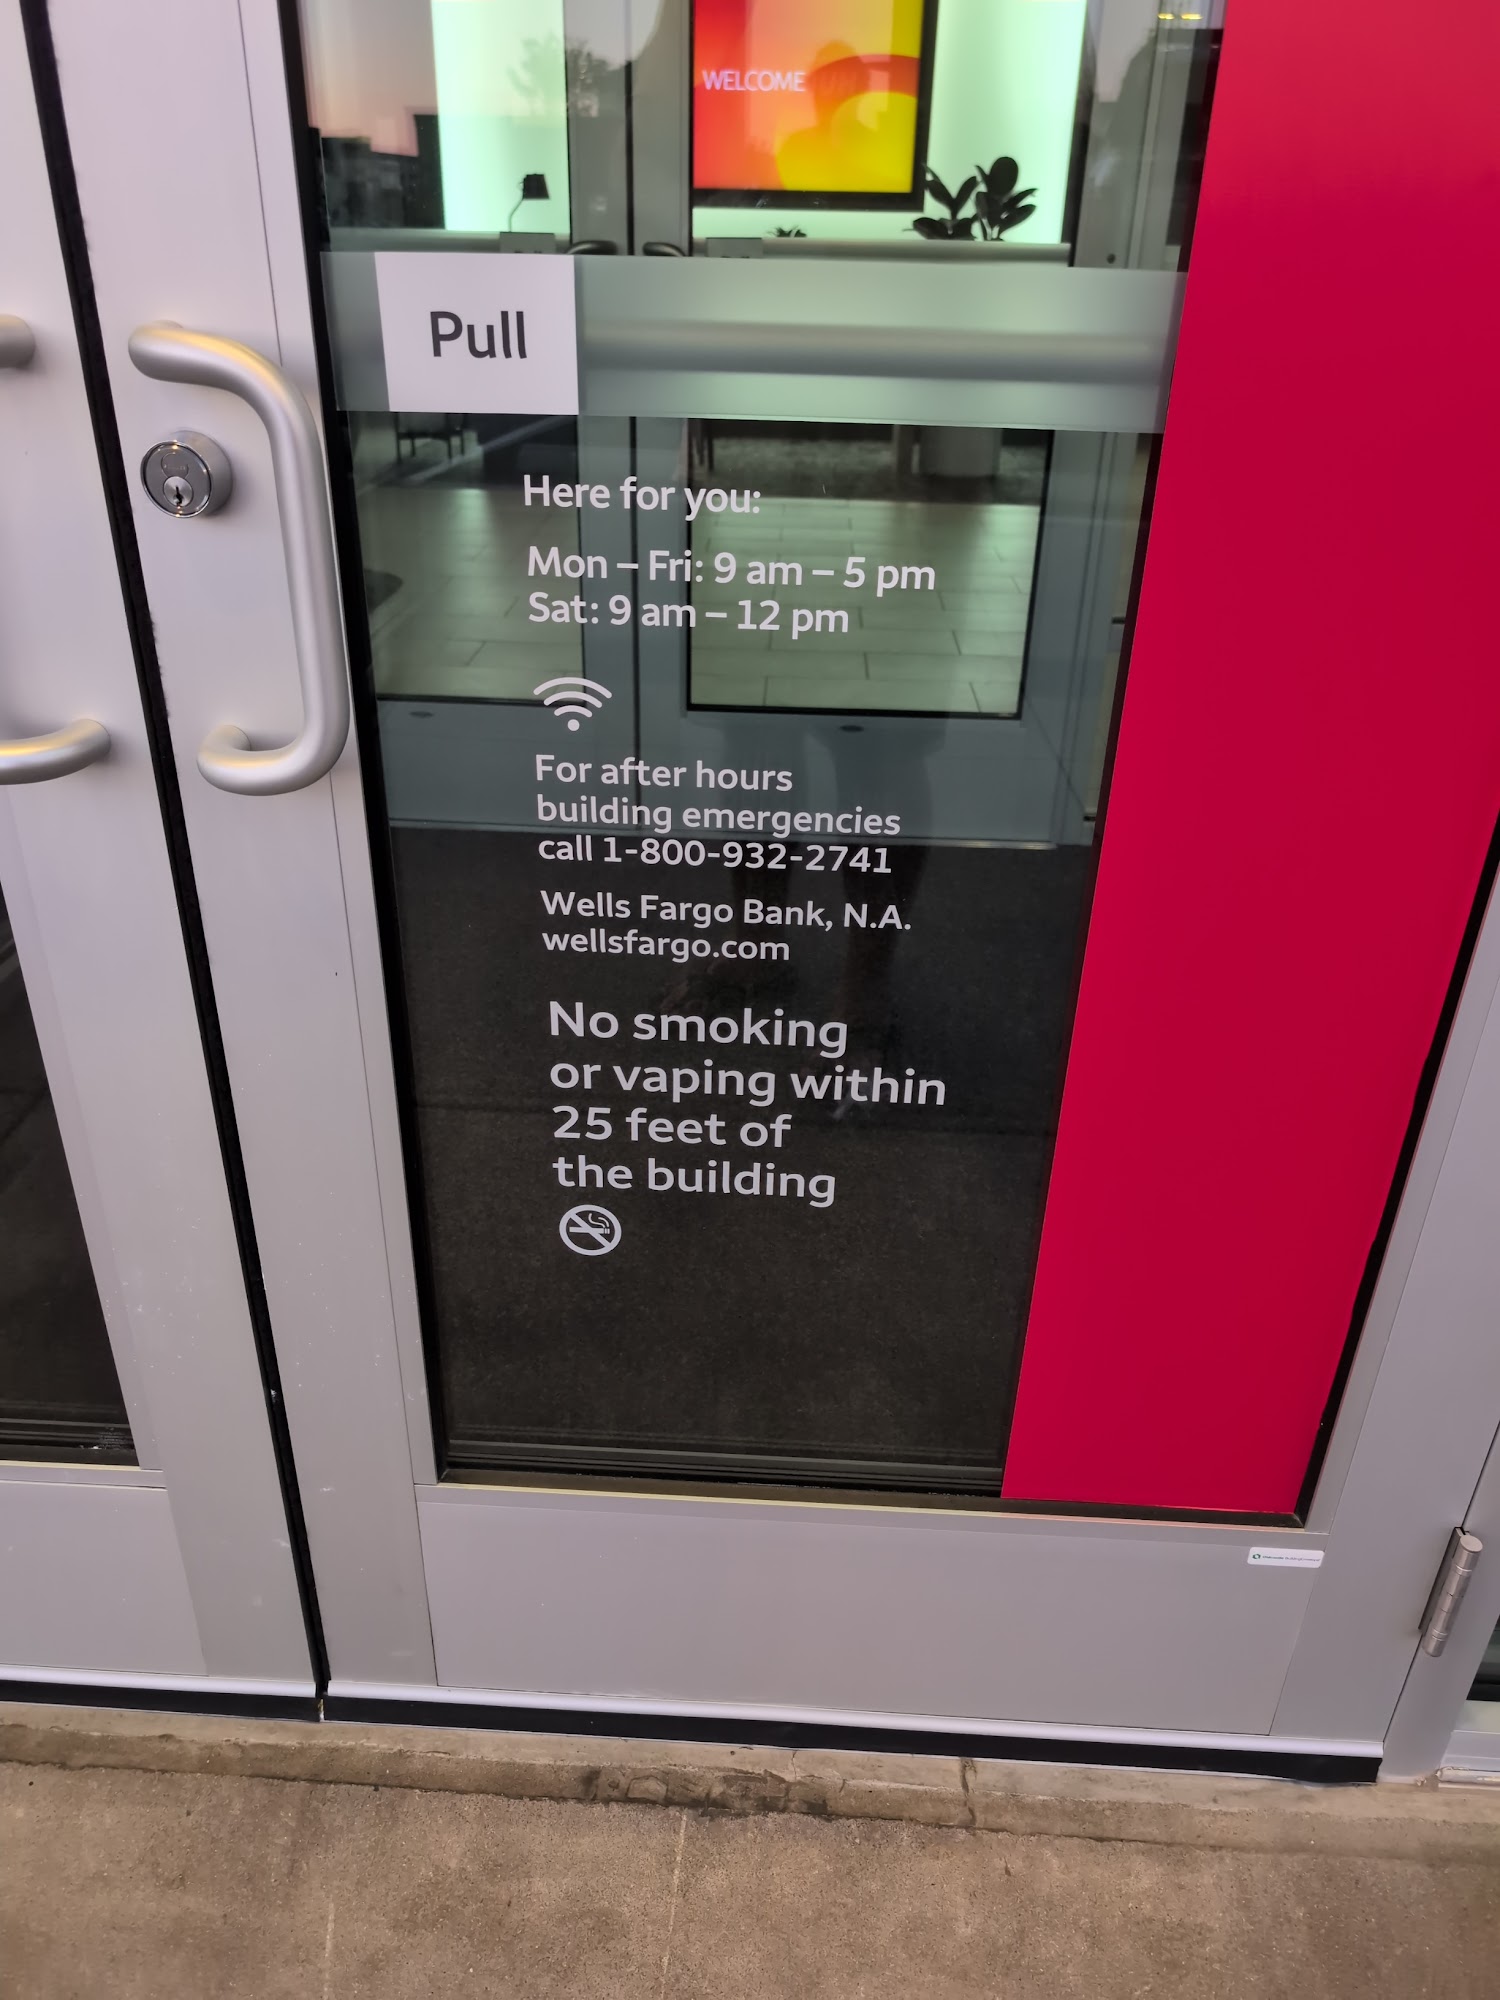 WELCOME
Pull
Here for you:
Mon – Fri: 9 am – 5 pm
Sat: 9 am – 12 pm
For after hours
building emergencies
call 1-800-932-2741
Wells Fargo Bank, N.A.
wellsfargo.com
No smoking
or vaping within
25 feet of
the building